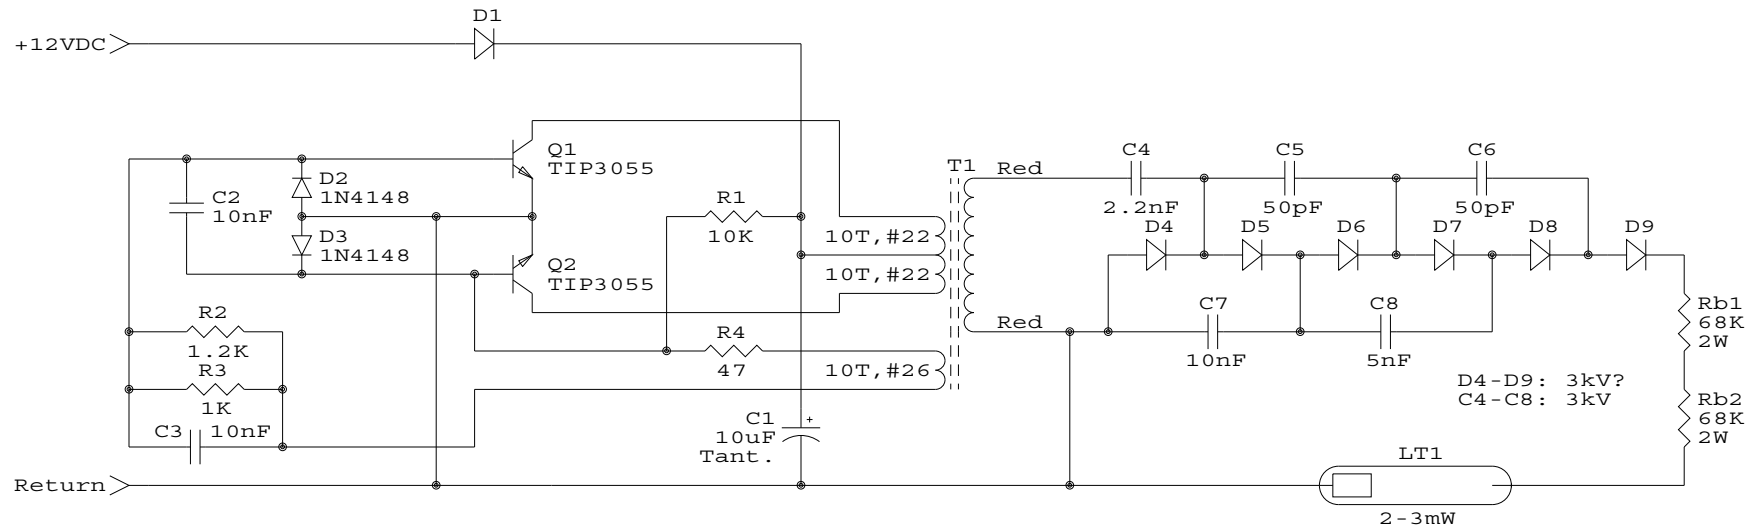 D1
+12VDC
Q1
TIP3055
C4
C5
C6
T1
Red
D2
1N4148
C2
10nF
R1
2.2nF
50pF
50pF
D4
D5
D6
D7
D8
D9
10K
10T,#22
D3
1N4148
Q2
TIP3055
10T,#22
R2
1.2K
Red
C7
C8
Rb1
68K
2W
R4
47
10T,#26
10nF
5nF
R3
1K
D4-D9: 3kV?
C4-C8: 3kV
Rb2
68K
2W
C3
10nF
C1
+
10uF
Tant.
LT1
Return
2-3mW